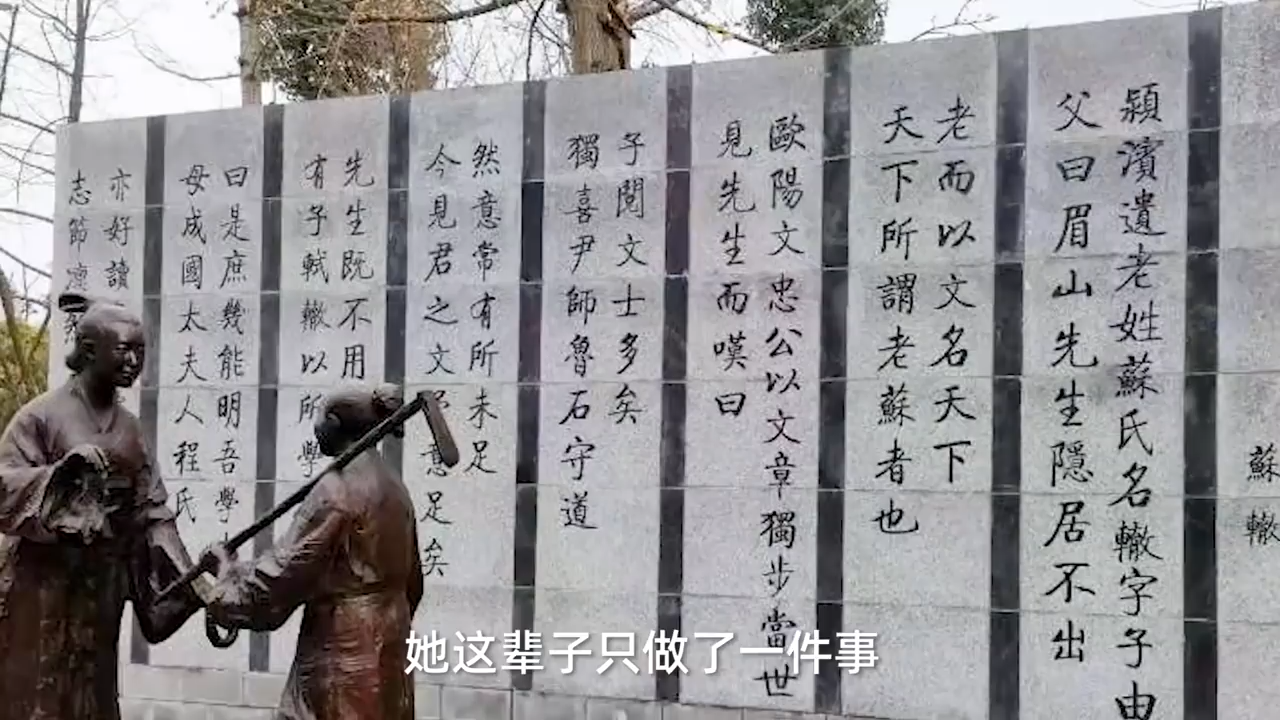 蘇轍
潁濱遺老姓蘇氏名轍字子由
父曰眉山先生隱居不出
老而以文名天下
天下所謂老蘇者也
歐陽文忠公以文章獨步當世
見先生而嘆曰
予閱文士多矣
獨喜尹師魯石守道
然意常有所未足
今見君之文予意足矣
先生既不用
有子軾轍以所學
曰是庶幾能明吾學
母成國太夫人程氏
亦好讀
志節凛
她这辈子只做了一件事